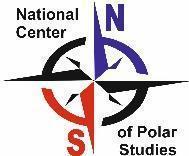 National
Center
N
S
of Polar
Studies